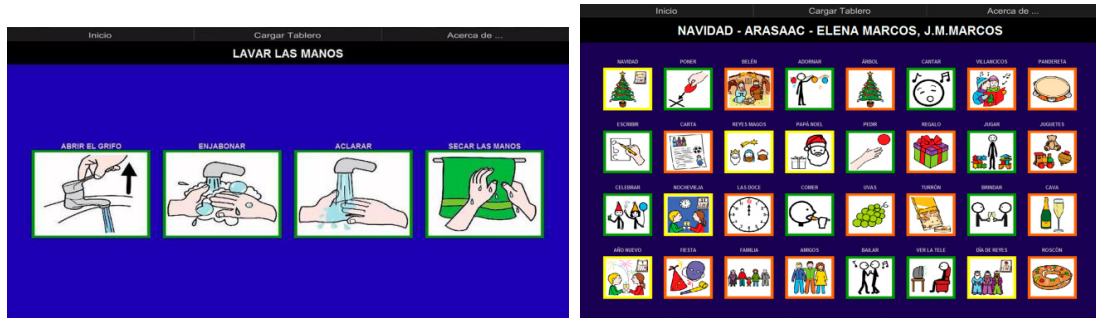 Inicio Cargar Tablero Acerca de ...
LAVAR LAS MANOS
ABRIR EL GRIFO ENJABONAR ACLARAR SECAR LAS MANOS
Inicio Cargar Tablero Acerca de ...
NAVIDAD - ARASAAC - ELENA MARCOS, J.M.MARCOS
NAVIDAD PONER BELÉN ADORNAR ÁRBOL CANTAR VILLANCICOS PANDERETA
ESCRIBIR CARTA REYES MAGOS PAPÁ NOEL PEDIR REGALO JUGAR JUGUETES
CELEBRAR NOCHEVIEJA LAS DOCE COMER UVAS TURRÓN BRINDAR CAVA
AÑO NUEVO FIESTA FAMILIA AMIGOS BAILAR VER LA TELE DÍA DE REYES ROSCÓN